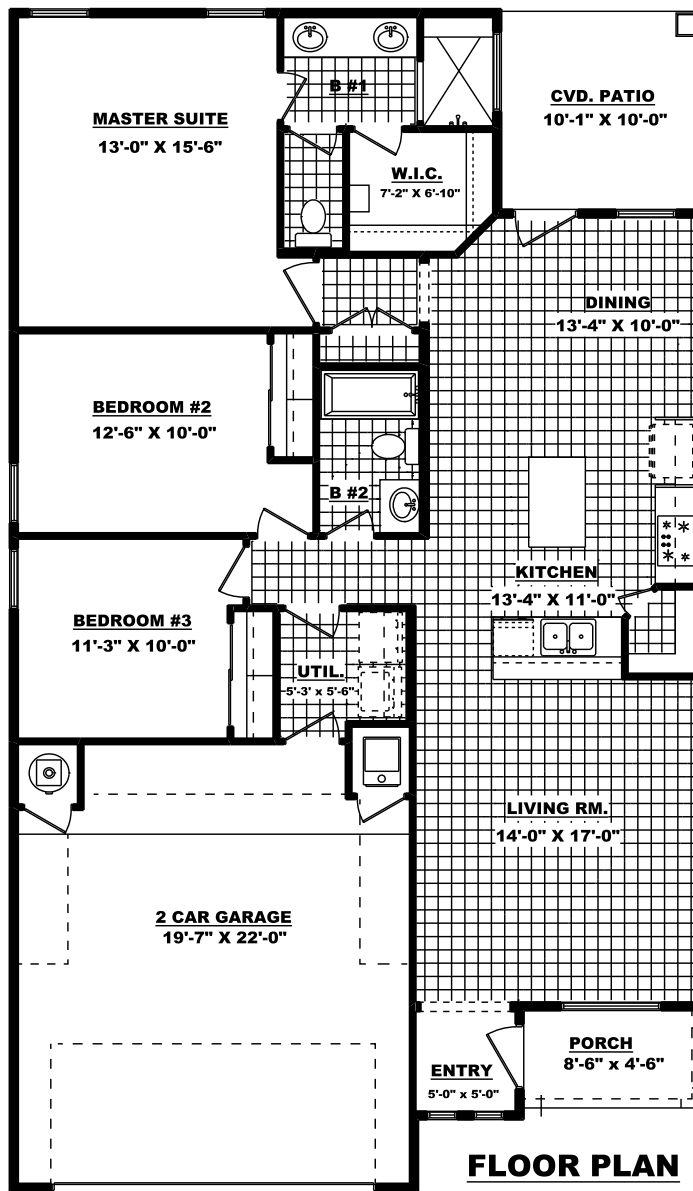 B #1
MASTER SUITE
13'-0" X 15'-6"
CVD. PATIO
10'-1" X 10'-0"
W.I.C.
7'-2" X 6'-10"
DINING
13'-4" X 10'-0"
BEDROOM #2
12'-6" X 10'-0"
B #2
KITCHEN
13'-4" X 11'-0"
BEDROOM #3
11'-3" X 10'-0"
UTIL.
5'-3' x 5'-6"
LIVING RM.
14'-0" X 17'-0"
2 CAR GARAGE
19'-7" X 22'-0"
ENTRY
5'-0" x 5'-0"
PORCH
8'-6" x 4'-6"
FLOOR PLAN